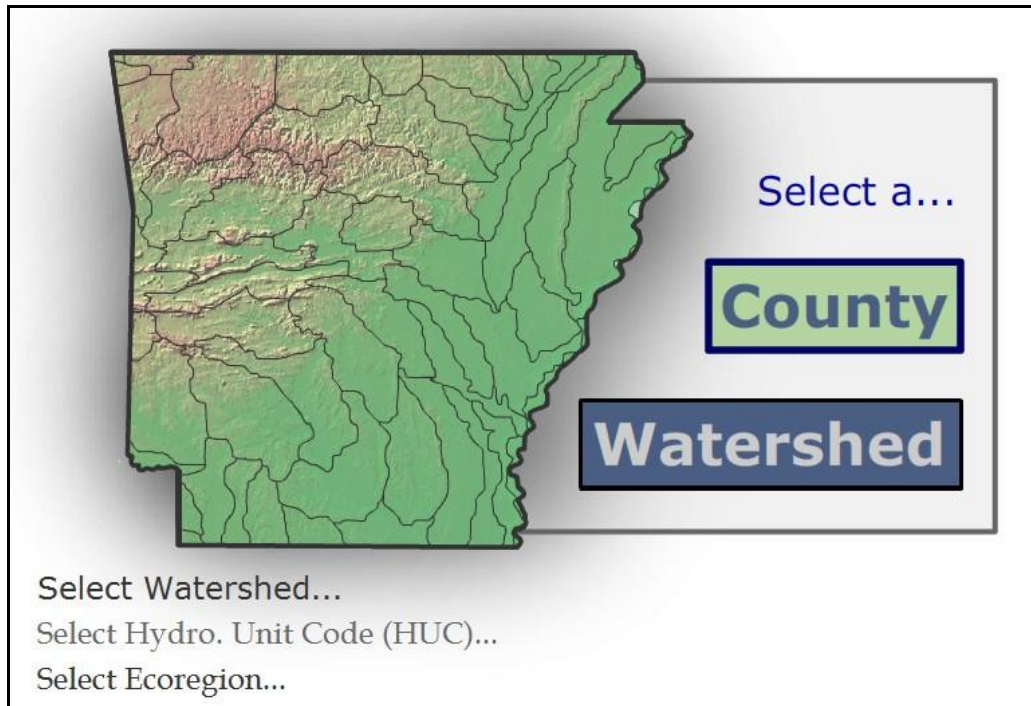 Select a...
County
Watershed
Select Watershed...
Select Hydro. Unit Code (HUC)...
Select Ecoregion...